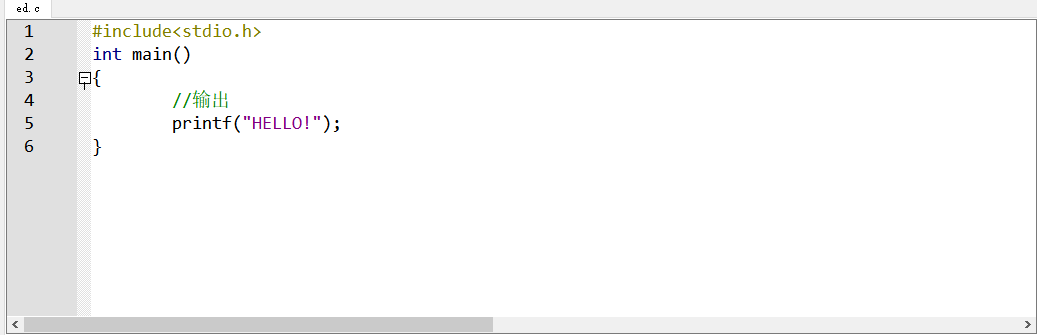 ed.c
1 #include<stdio.h>
2 int main()
3 {
4 //输出
5 printf("HELLO!");
6 }